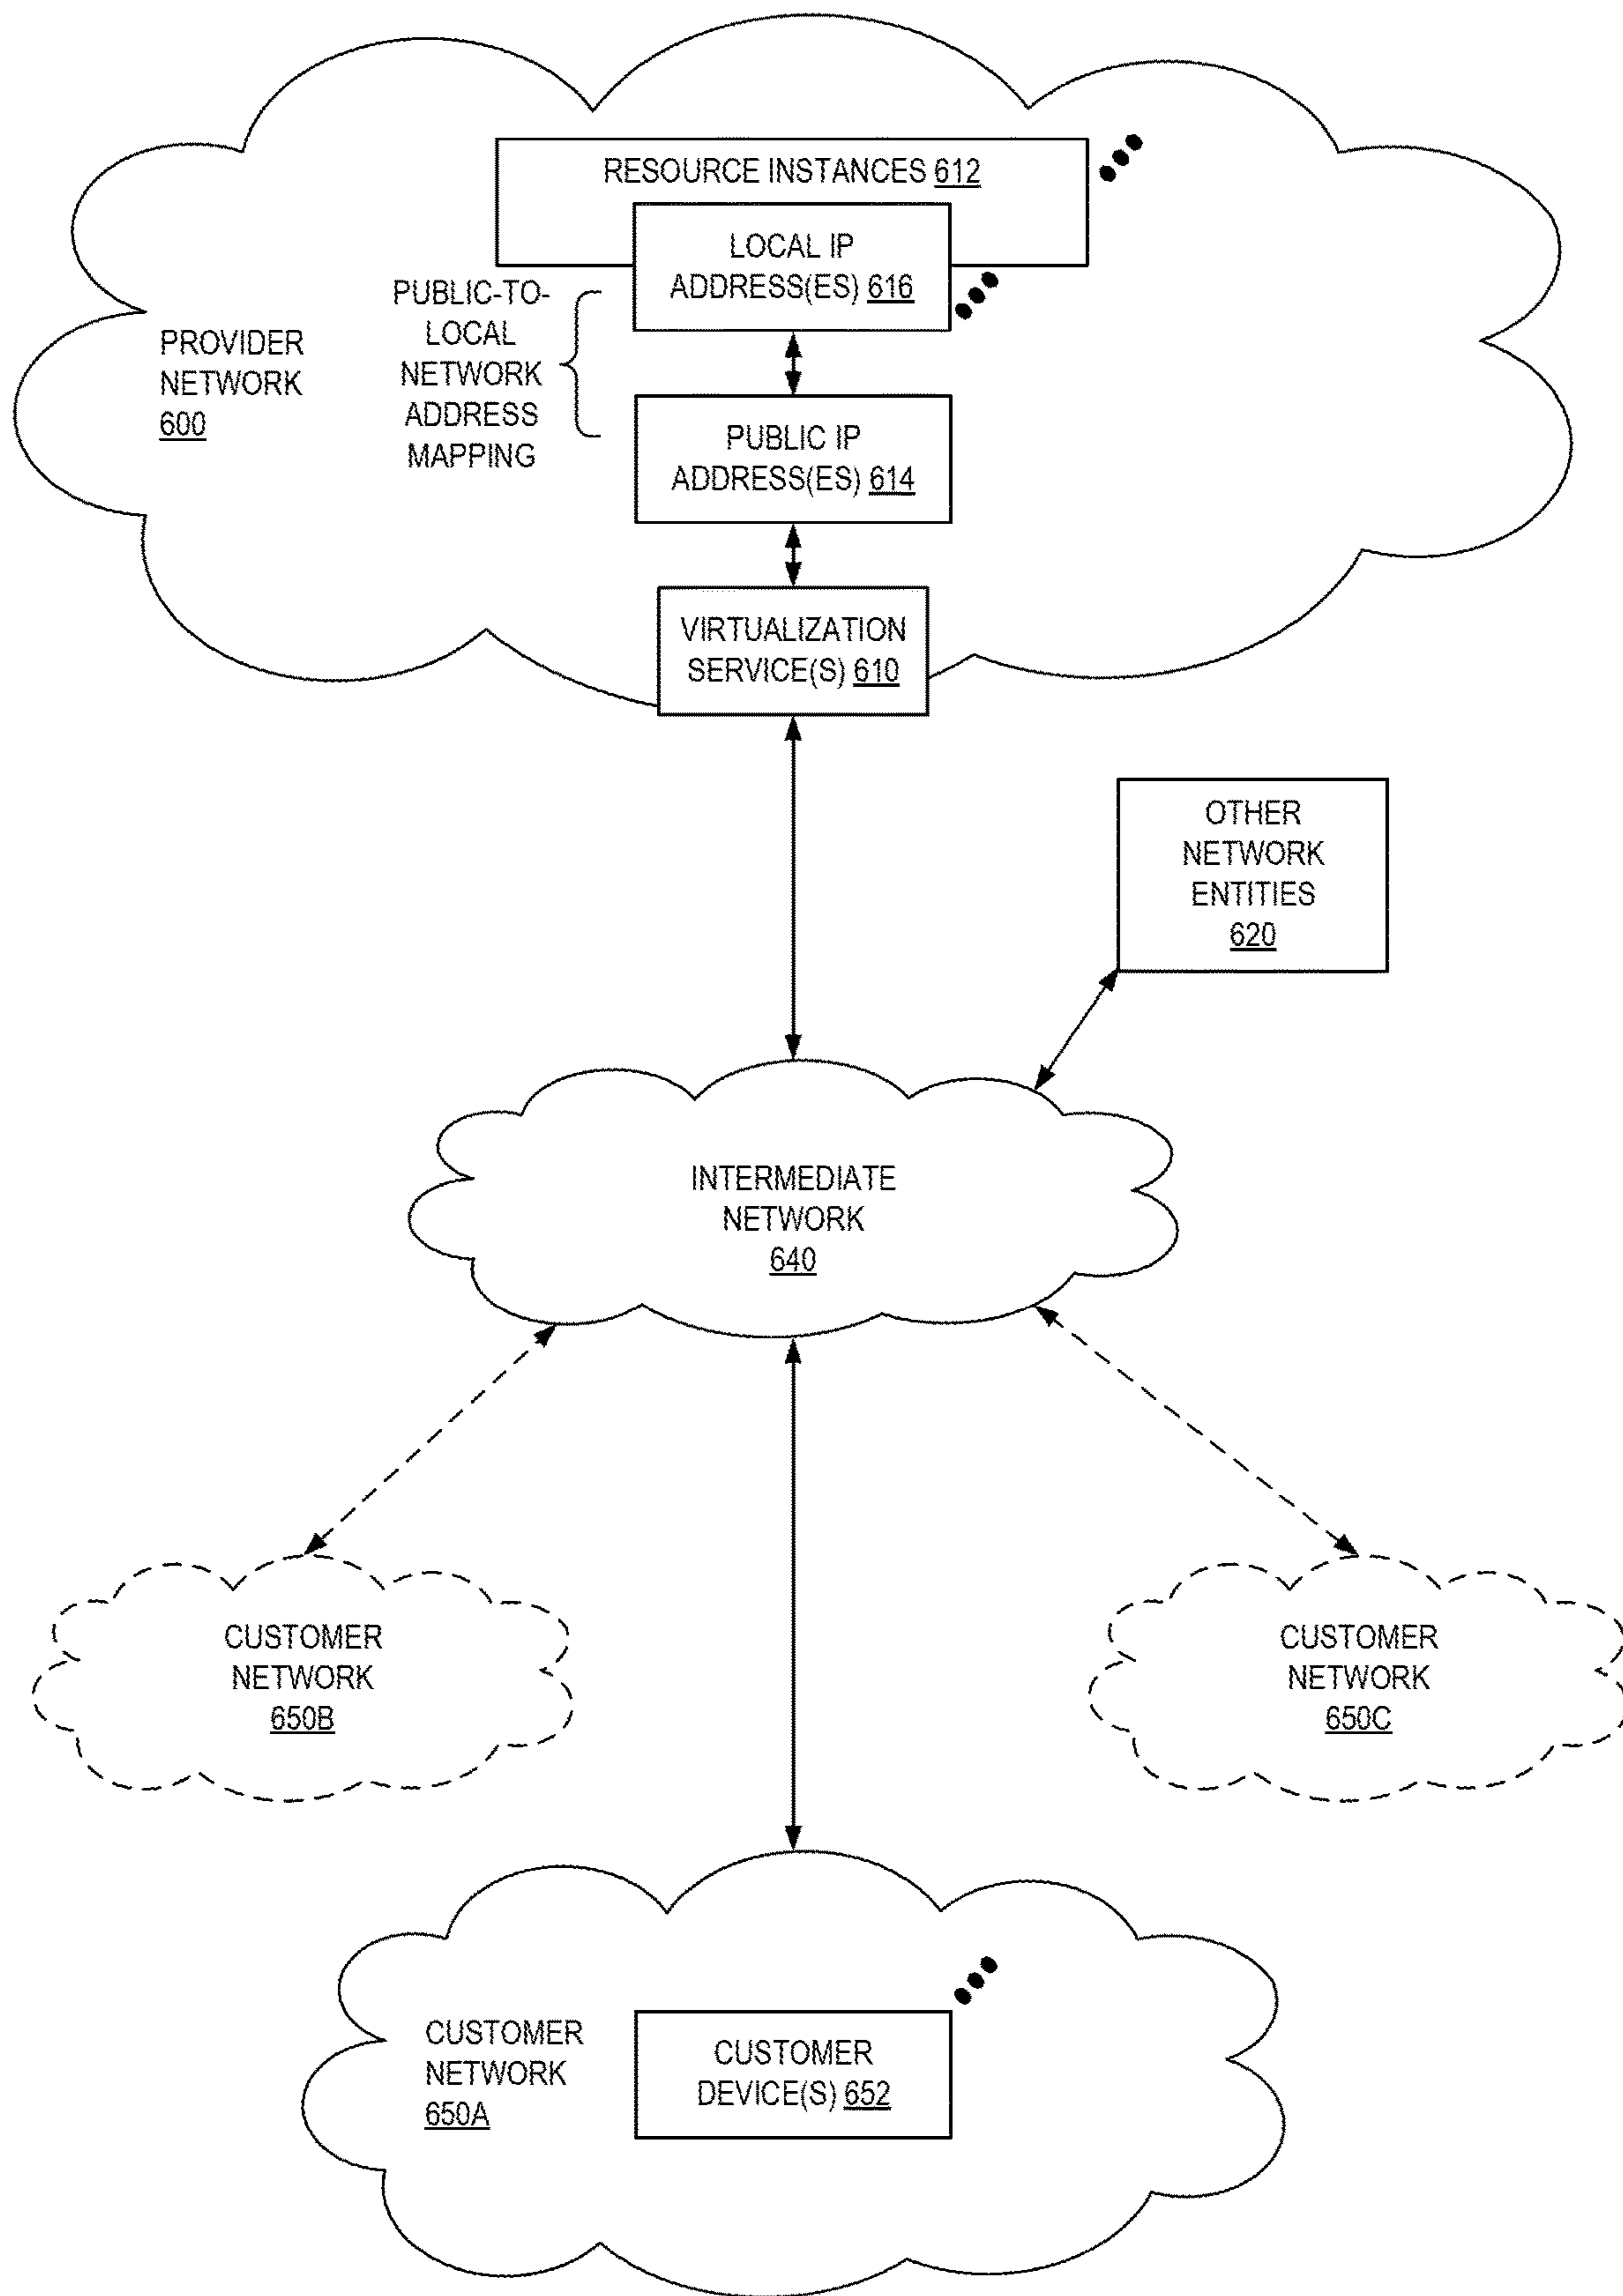 RESOURCE INSTANCES 612
LOCAL IP
ADDRESS(ES) 616
PUBLIC-TO-
LOCAL
NETWORK
ADDRESS
MAPPING
PROVIDER
NETWORK
600
PUBLIC IP
ADDRESS(ES) 614
VIRTUALIZATION
SERVICE(S) 610
OTHER
NETWORK
ENTITIES
620
INTERMEDIATE
NETWORK
640
CUSTOMER
NETWORK
650B
CUSTOMER
NETWORK
650C
CUSTOMER
NETWORK
650A
CUSTOMER
DEVICE(S) 652